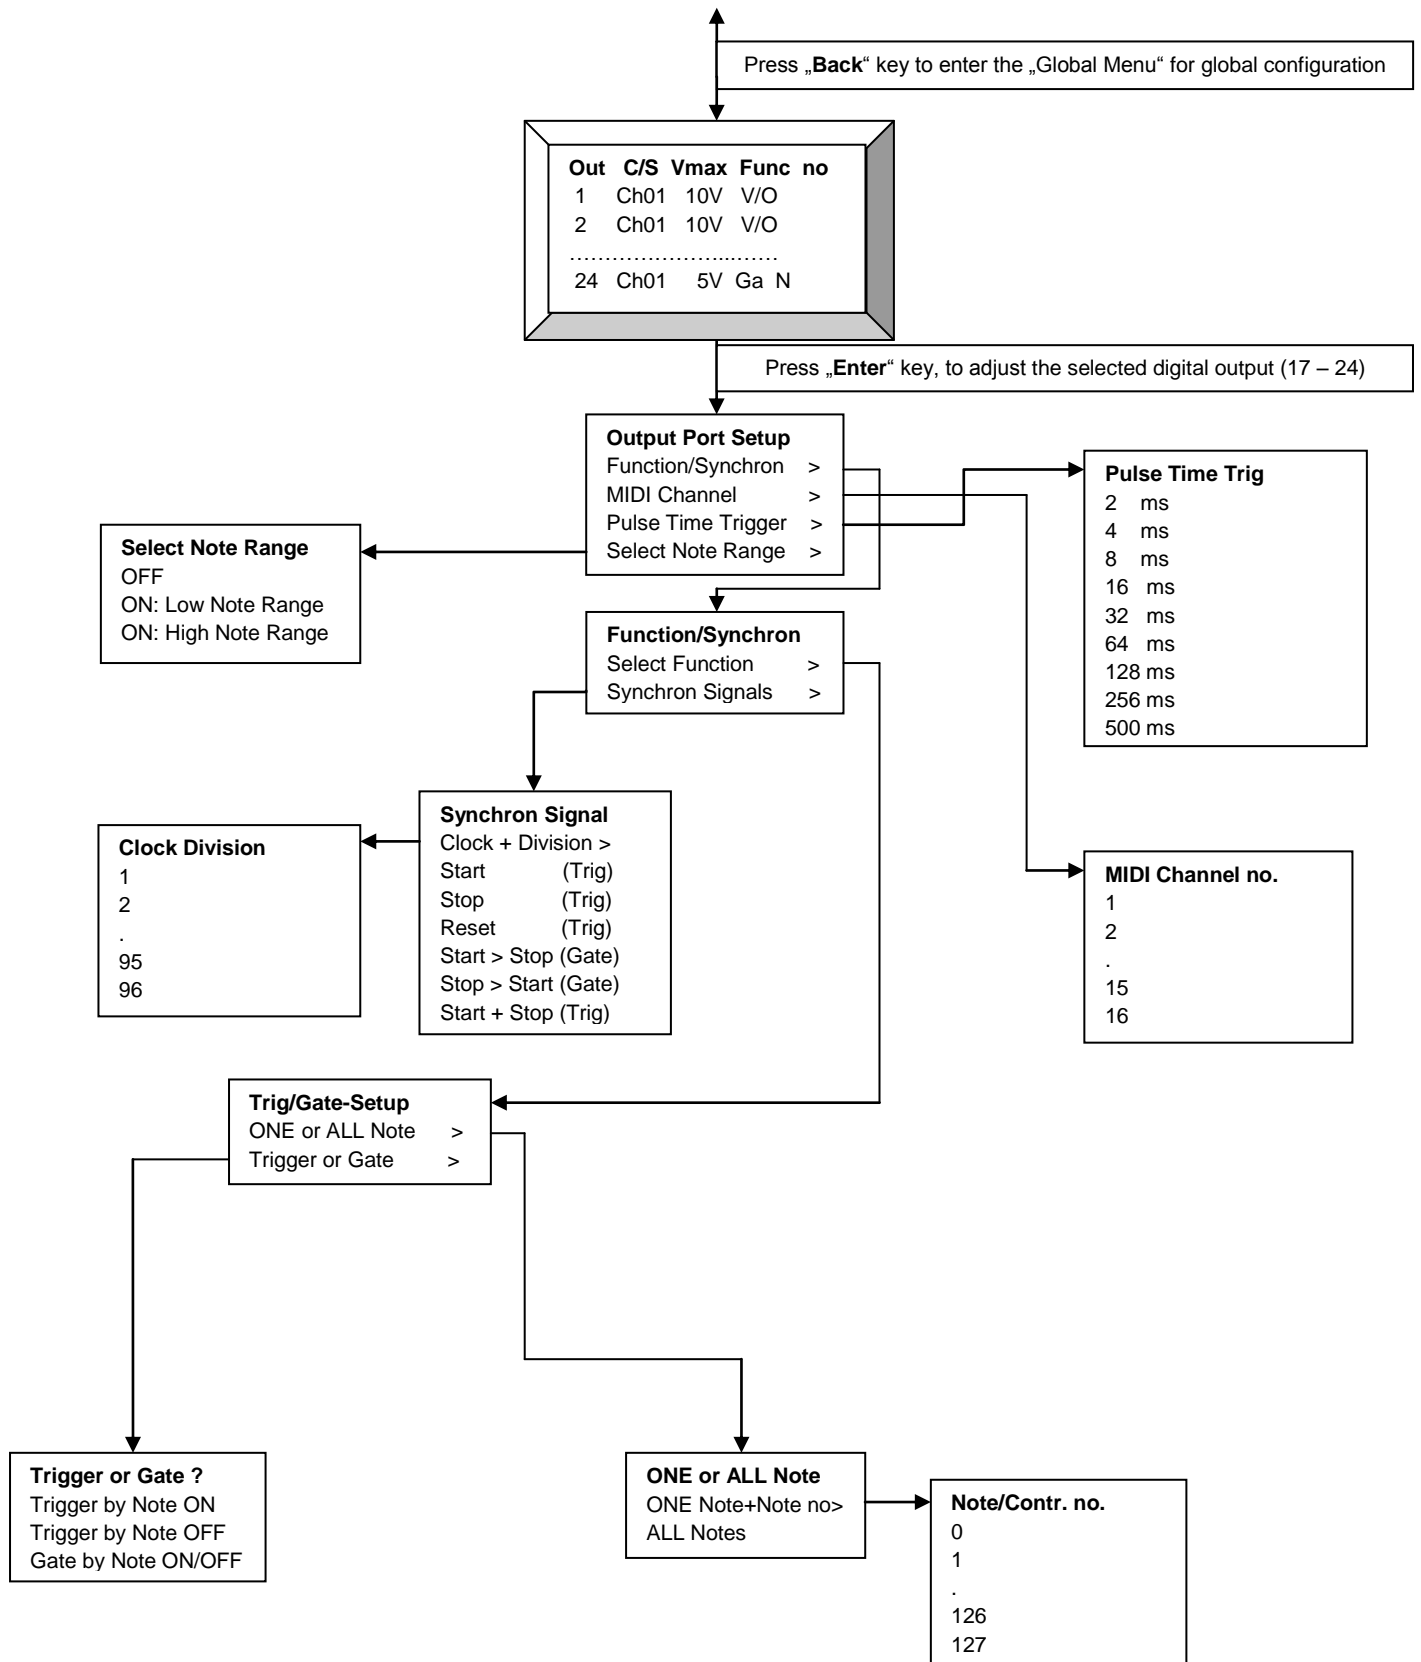 Press „Back“ key to enter the „Global Menu“ for global configuration
Out C/S Vmax Func no
1 Ch01 10V V/O
2 Ch01 10V V/O
…………………....……
24 Ch01 5V Ga N
Press „Enter“ key, to adjust the selected digital output (17 – 24)
Output Port Setup
Function/Synchron >
MIDI Channel >
Pulse Time Trigger >
Select Note Range >
Pulse Time Trig
2 ms
4 ms
8 ms
16 ms
32 ms
64 ms
128 ms
256 ms
500 ms
Select Note Range
OFF
ON: Low Note Range
ON: High Note Range
Function/Synchron
Select Function >
Synchron Signals >
Synchron Signal
Clock + Division >
Start (Trig)
Stop (Trig)
Reset (Trig)
Start > Stop (Gate)
Stop > Start (Gate)
Start + Stop (Trig)
Clock Division
1
2
.
95
96
MIDI Channel no.
1
2
.
15
16
Trig/Gate-Setup
ONE or ALL Note >
Trigger or Gate >
Trigger or Gate ?
Trigger by Note ON
Trigger by Note OFF
Gate by Note ON/OFF
ONE or ALL Note
ONE Note+Note no>
ALL Notes
Note/Contr. no.
0
1
.
126
127